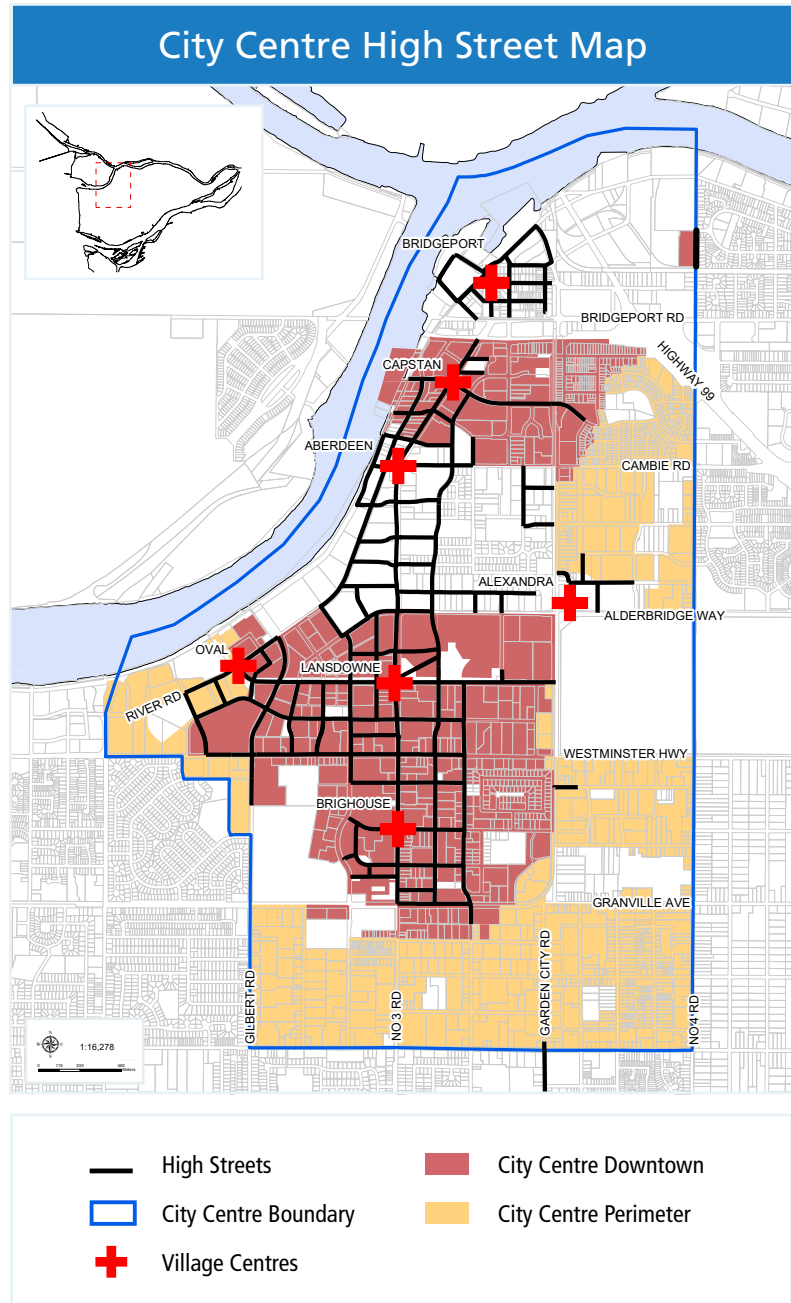 City Centre High Street Map
BRIDGEPORT
BRIDGEPORT RD
HIGHWAY 99
CAPSTAN
ABERDEEN
CAMBIE RD
ALEXANDRA
ALDERBRIDGE WAY
OVAL
LANSDOWNE
RIVER RD
WESTMINSTER HWY
BRIGHOUSE
GRANVILLE AVE
GILBERT RD
NO 3 RD
GARDEN CITY RD
NO 4 RD
1:16,278
High Streets
City Centre Downtown
City Centre Boundary
City Centre Perimeter
Village Centres